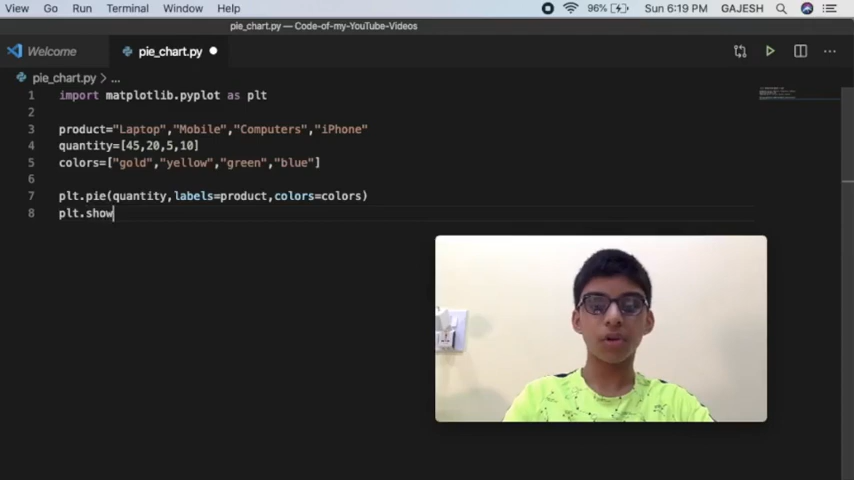 View Go Run Terminal Window Help 96% Sun 6:19 PM GAJESH
pie_chart.py — Code-of-my-YouTube-Videos
Welcome pie_chart.py
pie_chart.py > ...
1 import matplotlib.pyplot as plt
2
3 product="Laptop","Mobile","Computers","iPhone"
4 quantity=[45,20,5,10]
5 colors=["gold","yellow","green","blue"]
6
7 plt.pie(quantity,labels=product,colors=colors)
8 plt.show